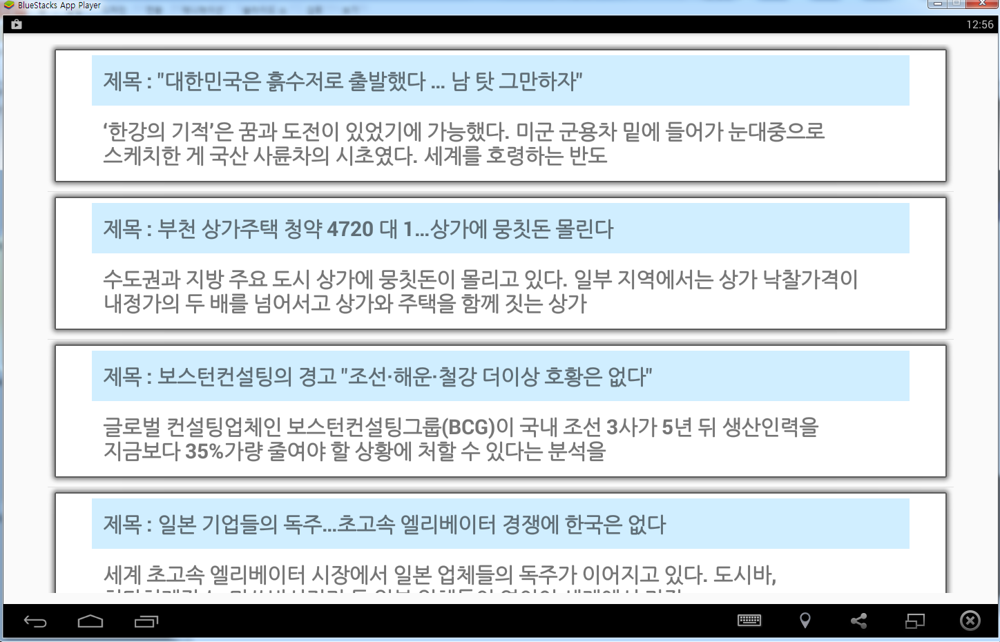 BlueStacks App Player
12:56
제목 : "대한민국은 흙수저로 출발했다 ... 남 탓 그만하자"
‘한강의 기적’은 꿈과 도전이 있었기에 가능했다. 미군 군용차 밑에 들어가 눈대중으로
스케치한 게 국산 사륜차의 시초였다. 세계를 호령하는 반도
제목 : 부천 상가주택 청약 4720 대 1...상가에 뭉칫돈 몰린다
수도권과 지방 주요 도시 상가에 뭉칫돈이 몰리고 있다. 일부 지역에서는 상가 낙찰가격이
내정가의 두 배를 넘어서고 상가와 주택을 함께 짓는 상가
제목 : 보스턴컨설팅의 경고 "조선·해운·철강 더이상 호황은 없다"
글로벌 컨설팅업체인 보스턴컨설팅그룹(BCG)이 국내 조선 3사가 5년 뒤 생산인력을
지금보다 35%가량 줄여야 할 상황에 처할 수 있다는 분석을
제목 : 일본 기업들의 독주...초고속 엘리베이터 경쟁에 한국은 없다
세계 초고속 엘리베이터 시장에서 일본 업체들의 독주가 이어지고 있다. 도시바,